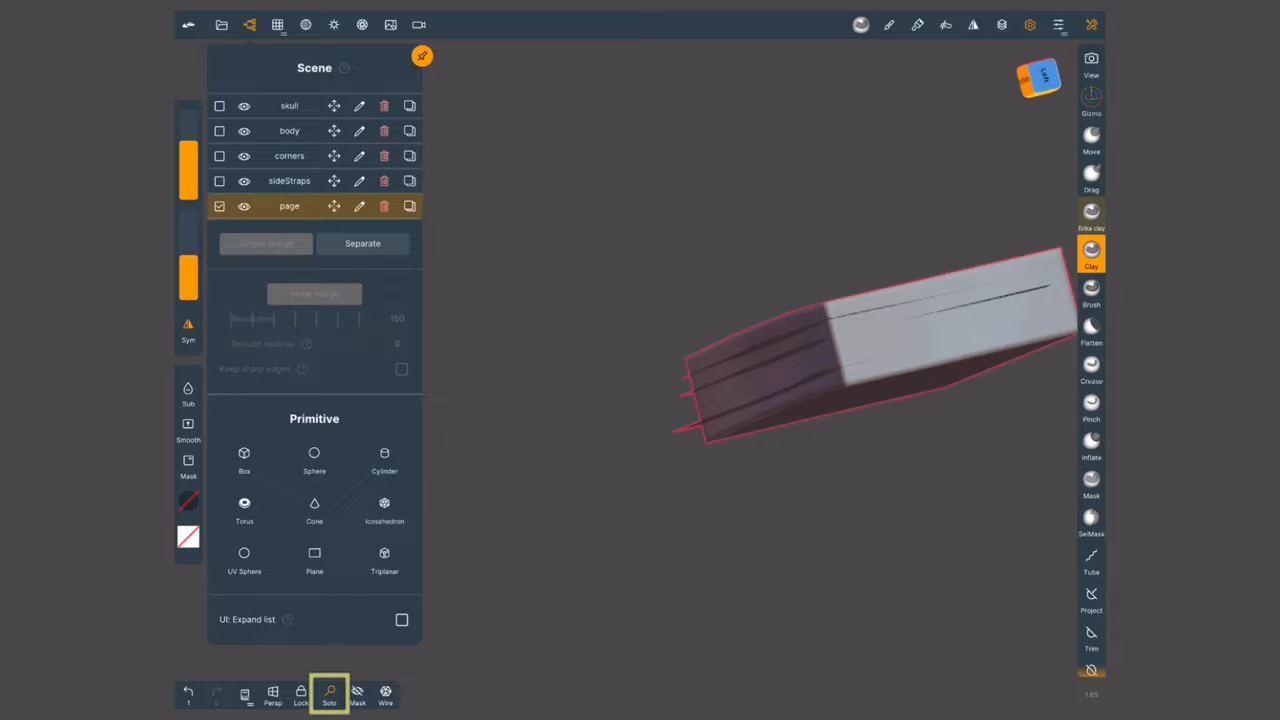 Scene
skull
body
corners
sideStraps
page
Simple merge
Separate
Voxel merge
Resolution
150
Rebuild multires
0
Keep sharp edges
Primitive
Box
Sphere
Cylinder
Torus
Cone
Icosahedron
UV Sphere
Plane
Triplanar
UI: Expand list
Sym
Sub
Smooth
Mask
1
0
Persp
Lock
Solo
Mask
Wire
Left
View
Gizmo
Move
Drag
Erika clay
Clay
Brush
Flatten
Crease
Pinch
Inflate
Mask
SelMask
Tube
Project
Trim
1.65